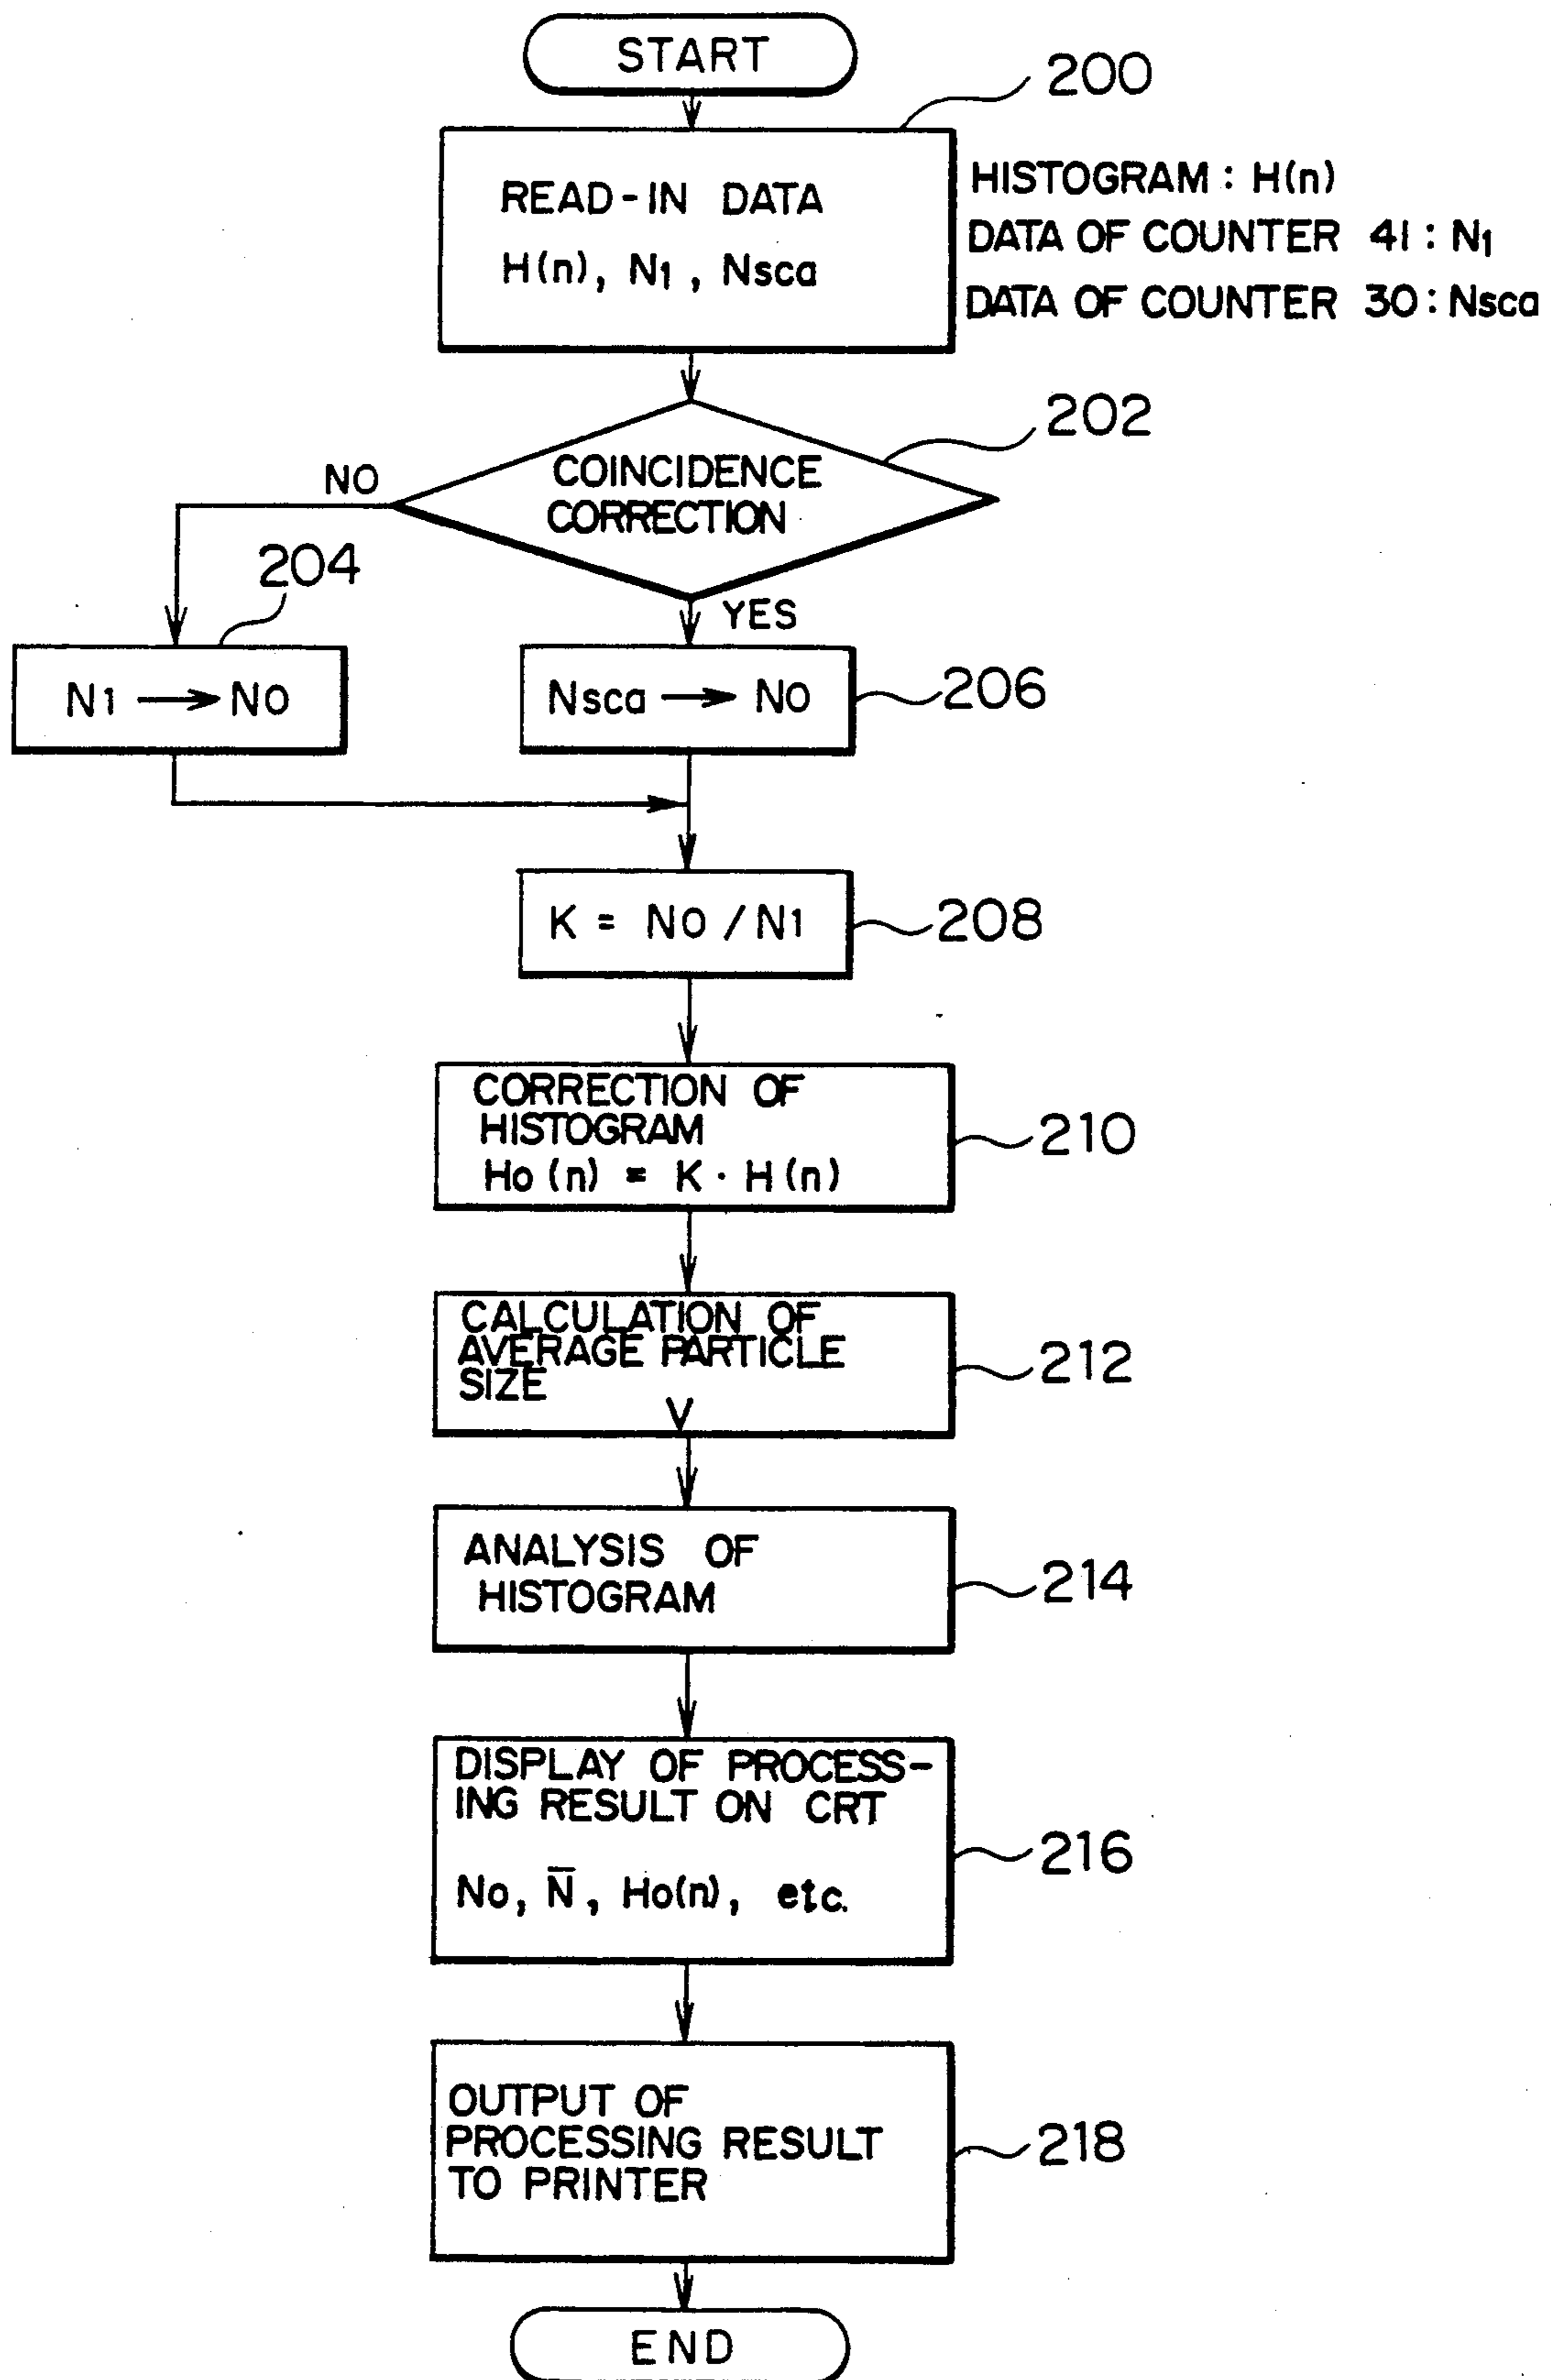 START
200
READ-IN DATA
H(n), N1, Nsca
HISTOGRAM : H(n)
DATA OF COUNTER 41 : N1
DATA OF COUNTER 30 : Nsca
202
COINCIDENCE
CORRECTION
NO
YES
204
N1 → N0
Nsca → N0
206
K = N0 / N1
208
CORRECTION OF
HISTOGRAM
Ho (n) = K · H (n)
210
CALCULATION OF
AVERAGE PARTICLE
SIZE
V
212
ANALYSIS OF
HISTOGRAM
214
DISPLAY OF PROCESS-
ING RESULT ON CRT
No, N̅, Ho(n), etc.
216
OUTPUT OF
PROCESSING RESULT
TO PRINTER
218
END